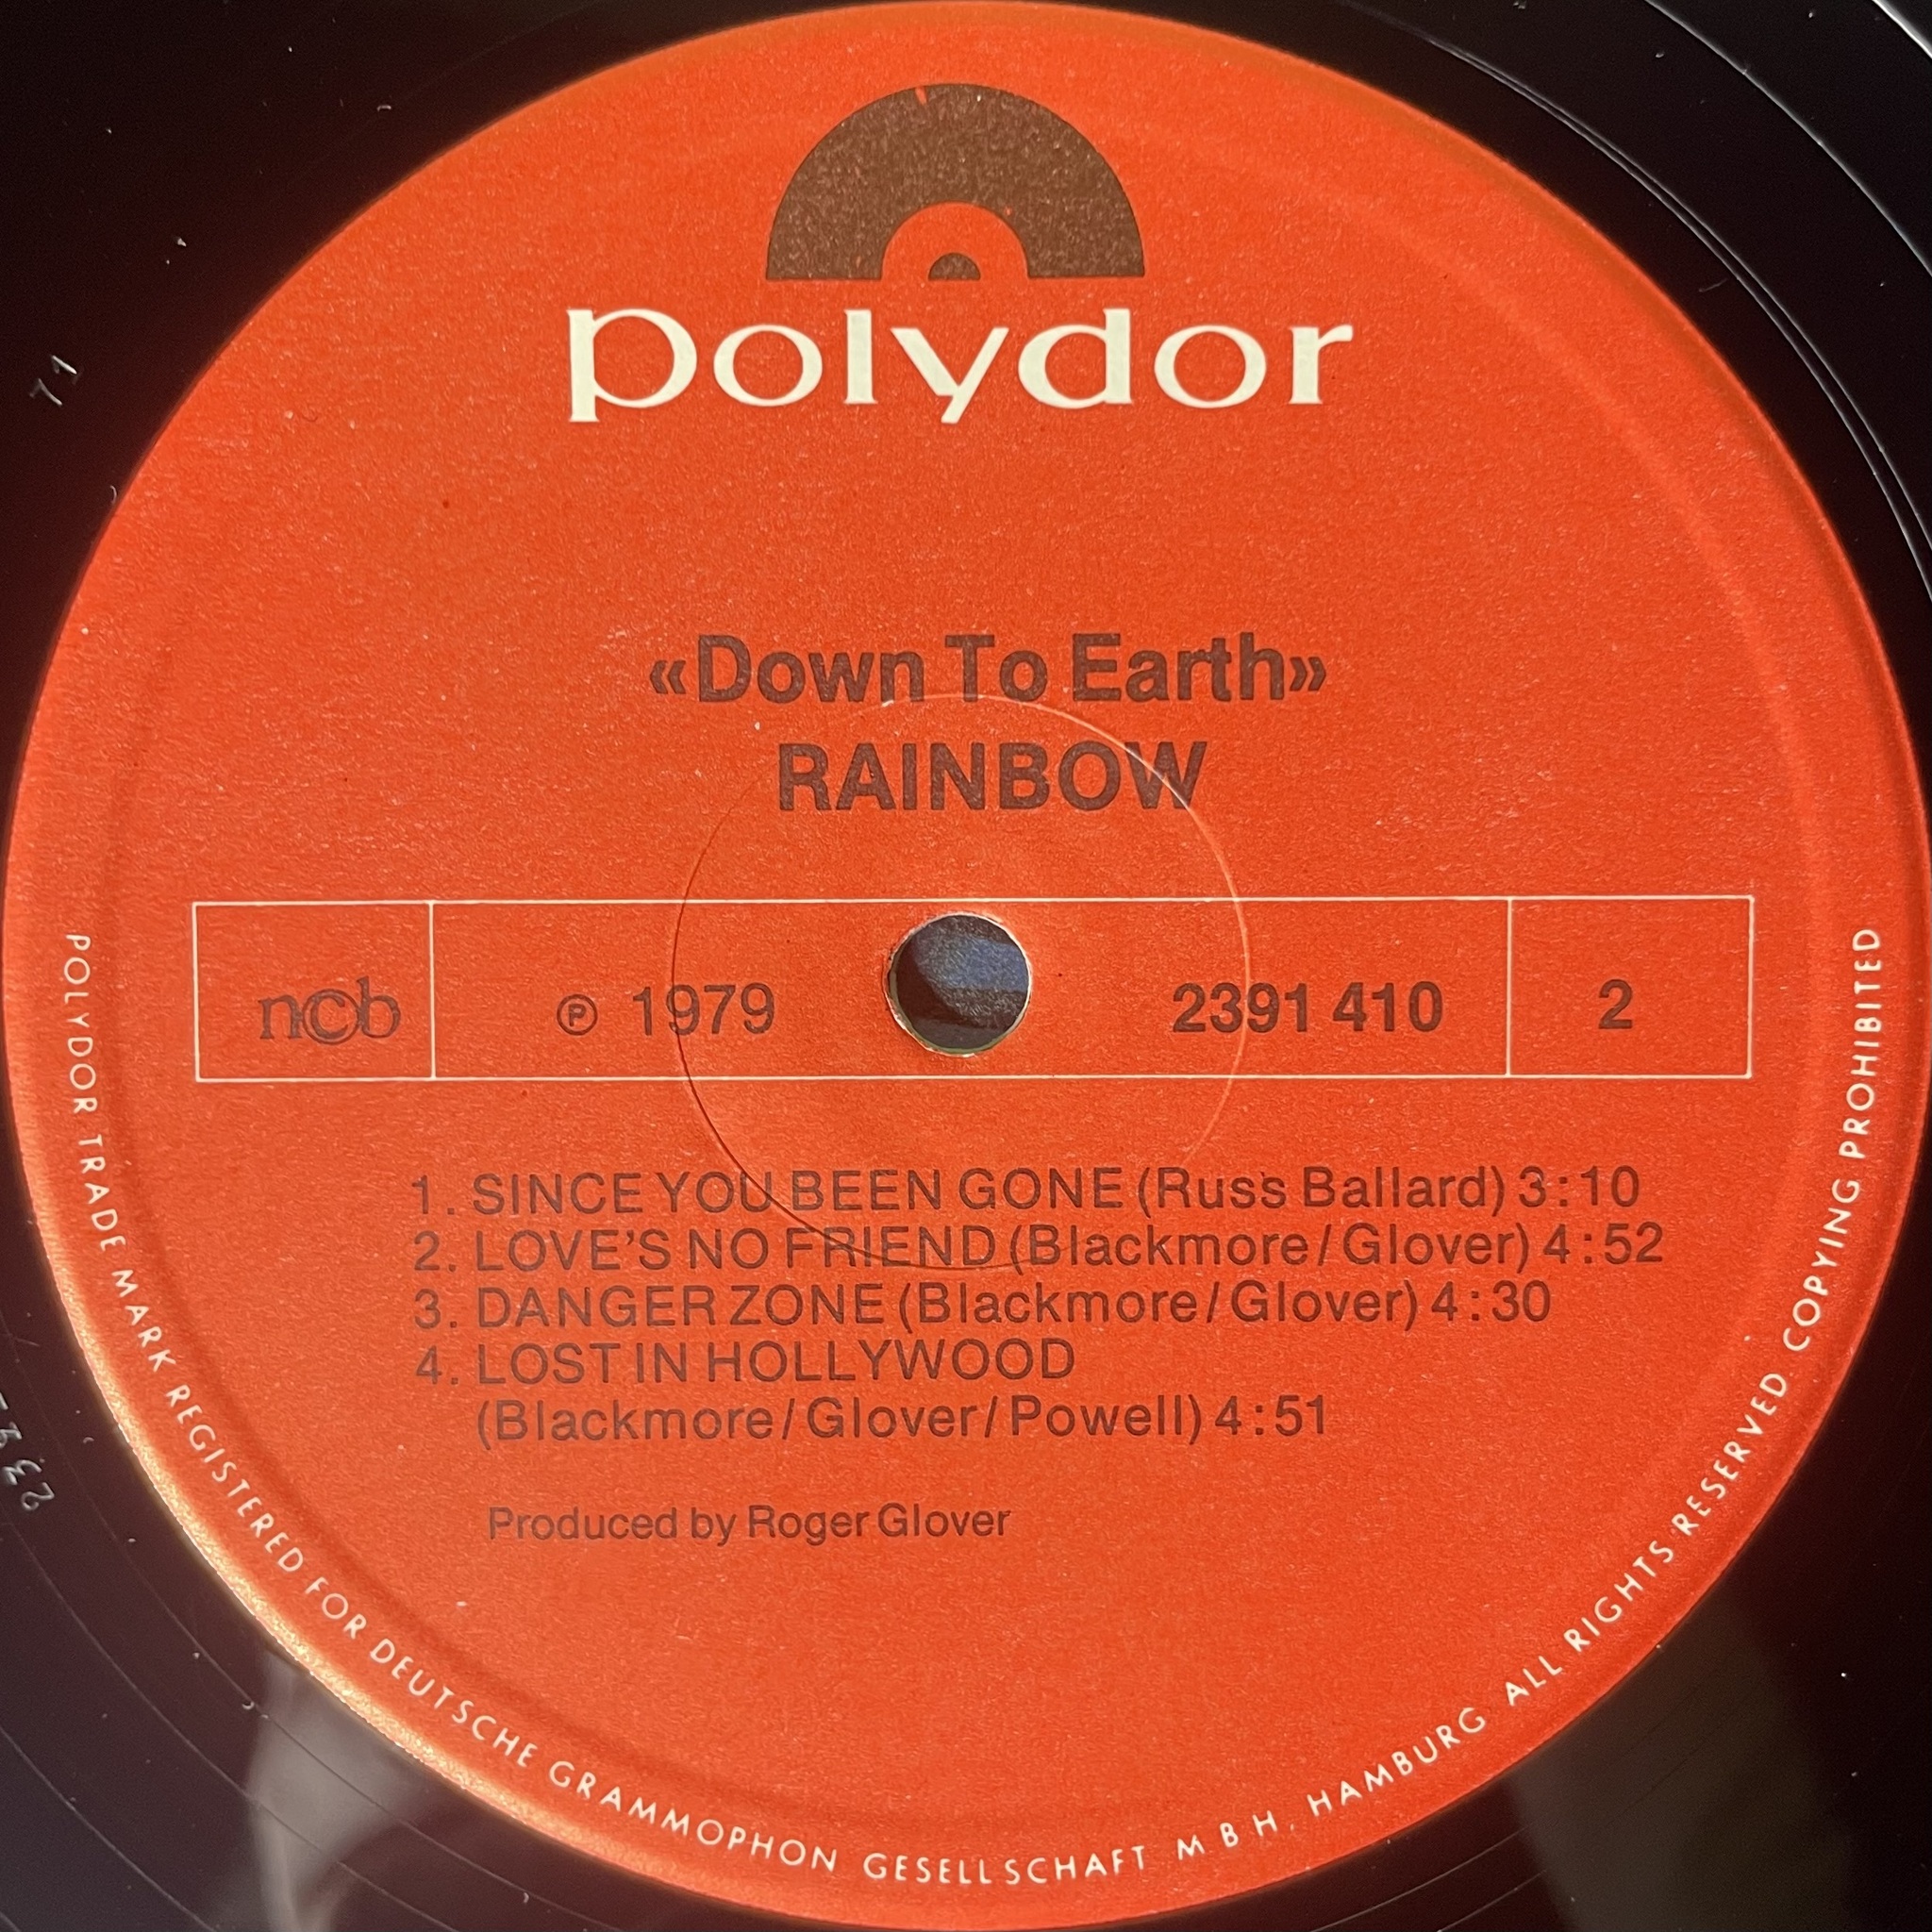 polydor
«Down To Earth»
RAINBOW
ncb ℗ 1979 2391 410 2
1. SINCE YOU BEEN GONE (Russ Ballard) 3:10
2. LOVE'S NO FRIEND (Blackmore/Glover) 4:52
3. DANGER ZONE (Blackmore/Glover) 4:30
4. LOST IN HOLLYWOOD
(Blackmore/Glover/Powell) 4:51
Produced by Roger Glover
POLYDOR TRADE MARK REGISTERED FOR DEUTSCHE GRAMMOPHON GESELLSCHAFT M B H. HAMBURG ALL RIGHTS RESERVED. COPYING PROHIBITED